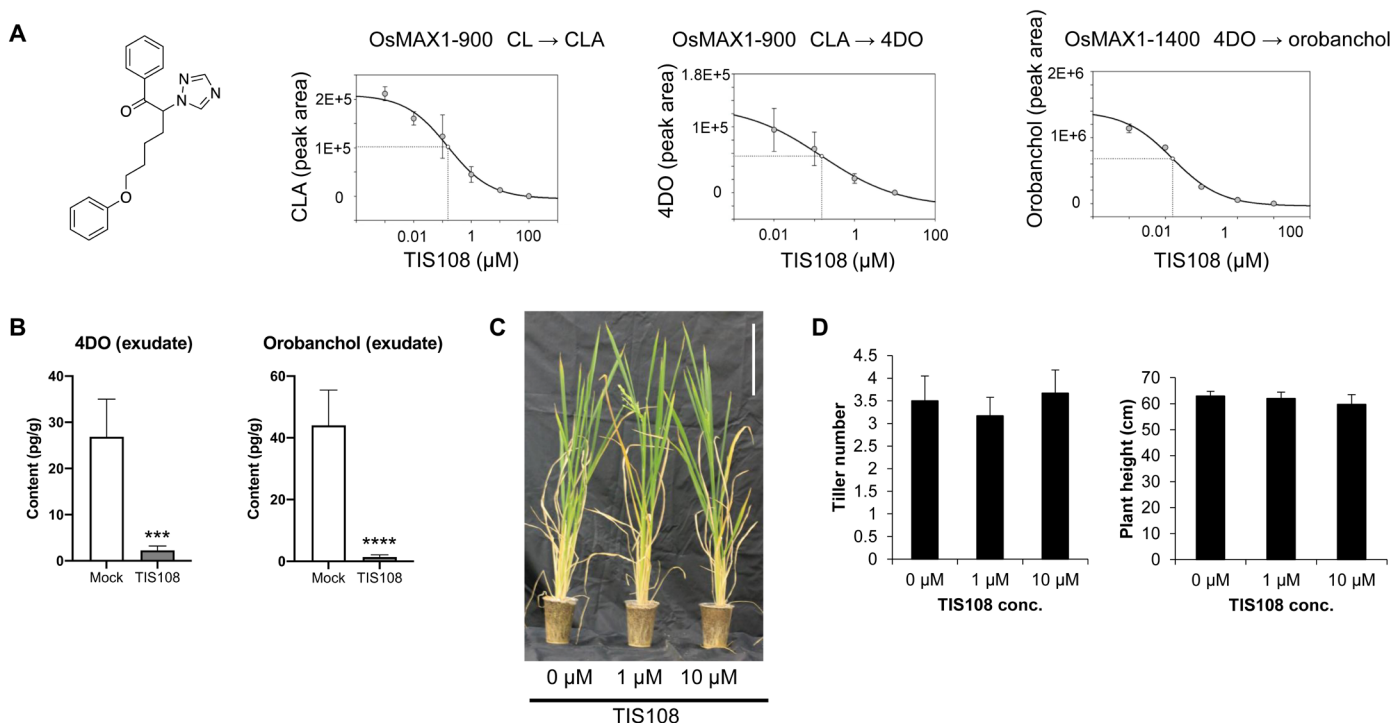 A
O
N
N
N
O
OsMAX1-900 CL → CLA
CLA (peak area)
2E+5
1E+5
0
0.01 1 100
TIS108 (µM)
OsMAX1-900 CLA → 4DO
4DO (peak area)
1.8E+5
1E+5
0
0.01 1 100
TIS108 (µM)
OsMAX1-1400 4DO → orobanchol
Orobanchol (peak area)
2E+6
1E+6
0
0.01 1 100
TIS108 (µM)
B
4DO (exudate)
Content (pg/g)
40
30
20
10
0
***
Mock TIS108
Orobanchol (exudate)
Content (pg/g)
60
40
20
0
****
Mock TIS108
C
0 µM 1 µM 10 µM
TIS108
D
Tiller number
4.5
4
3.5
3
2.5
2
1.5
1
0.5
0
0 µM 1 µM 10 µM
TIS108 conc.
Plant height (cm)
70
60
50
40
30
20
10
0
0 µM 1 µM 10 µM
TIS108 conc.